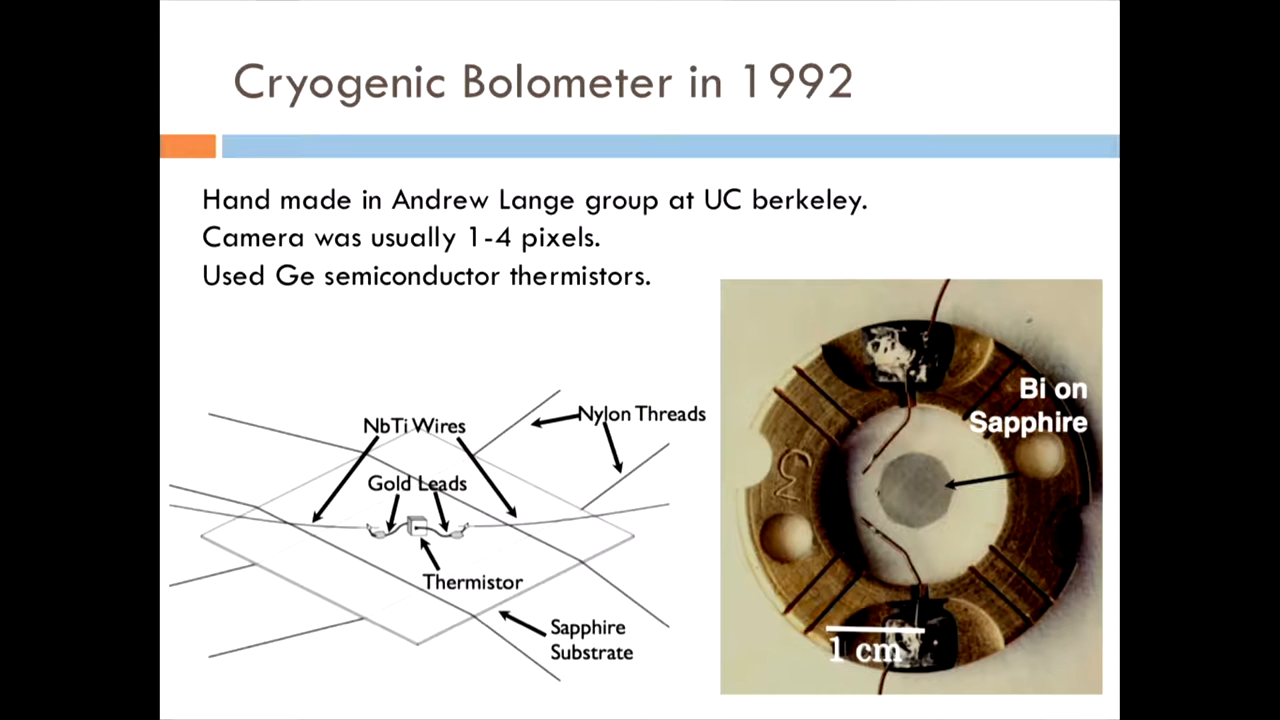 Cryogenic Bolometer in 1992
Hand made in Andrew Lange group at UC berkeley.
Camera was usually 1-4 pixels.
Used Ge semiconductor thermistors.
NbTi Wires
Nylon Threads
Gold Leads
Thermistor
Sapphire
Substrate
Bi on
Sapphire
3
1 cm